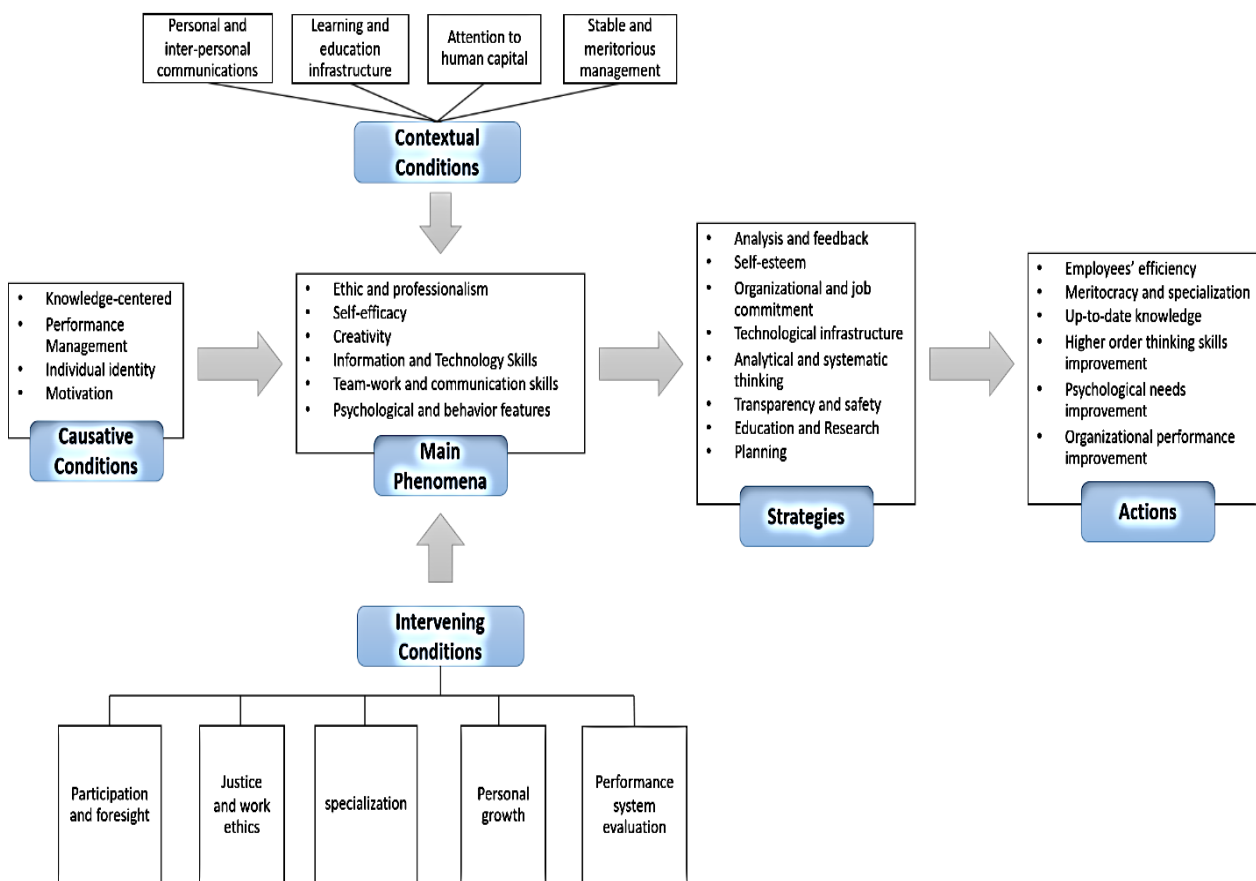 Personal and
inter-personal
communications
Learning and
education
infrastructure
Attention to
human capital
Stable and
meritorious
management
Contextual
Conditions
• Knowledge-centered
• Performance
Management
• Individual identity
• Motivation
Causative
Conditions
• Ethic and professionalism
• Self-efficacy
• Creativity
• Information and Technology Skills
• Team-work and communication skills
• Psychological and behavior features
Main
Phenomena
• Analysis and feedback
• Self-esteem
• Organizational and job
commitment
• Technological infrastructure
• Analytical and systematic
thinking
• Transparency and safety
• Education and Research
• Planning
Strategies
• Employees' efficiency
• Meritocracy and specialization
• Up-to-date knowledge
• Higher order thinking skills
improvement
• Psychological needs
improvement
• Organizational performance
improvement
Actions
Intervening
Conditions
Participation
and foresight
Justice
and work
ethics
specialization
Personal
growth
Performance
system
evaluation